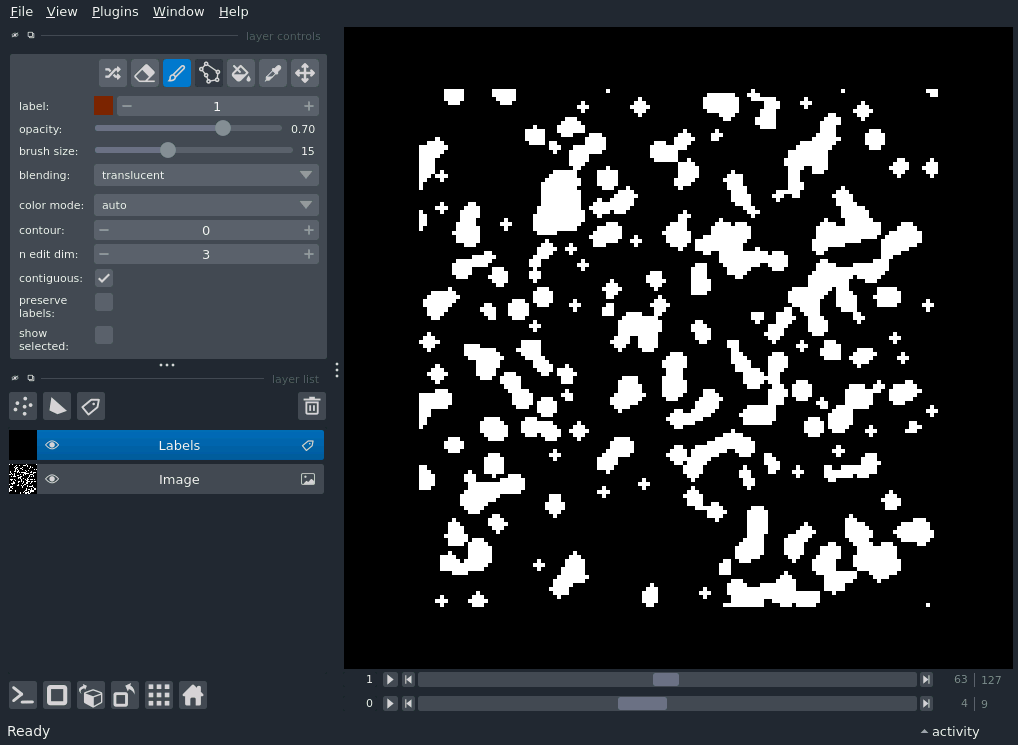 File View Plugins Window Help
layer controls
label: 1
opacity: 0.70
brush size: 15
blending: translucent
color mode: auto
contour: 0
n edit dim: 3
contiguous:
preserve
labels:
show
selected:
layer list
Labels
Image
1 63 127
0 4 9
Ready activity